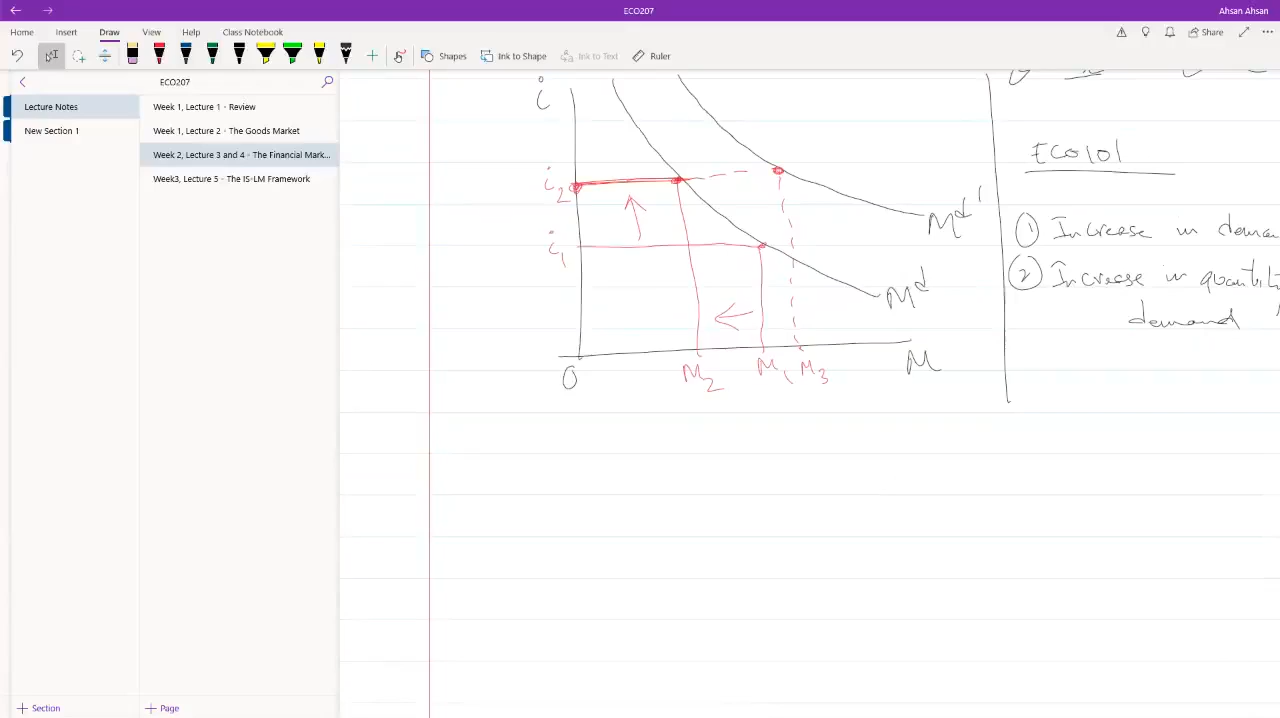 ECO207
Ahsan Ahsan
Home Insert Draw View Help Class Notebook
Share
Shapes Ink to Shape Ink to Text Ruler
ECO207
Lecture Notes
New Section 1
Week 1, Lecture 1 - Review
Week 1, Lecture 2 - The Goods Market
Week 2, Lecture 3 and 4 - The Financial Mark...
Week3, Lecture 5 - The IS-LM Framework
i
i2
i1
0
M2 M1 M3
M
Md'
Md
ECO101
① Increase in deman
② Increase in quantit
demand
+ Section
+ Page